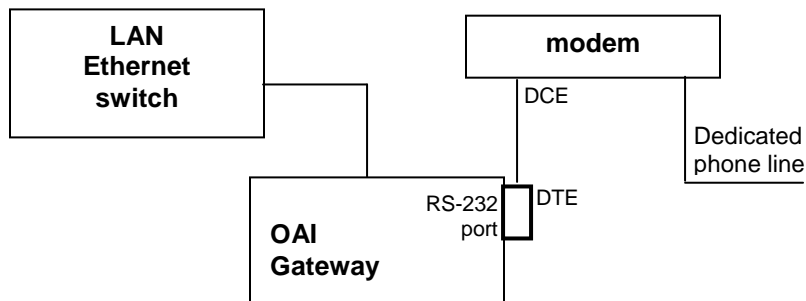 LAN
Ethernet
switch
modem
DCE
Dedicated
phone line
RS-232
port
DTE
OAI
Gateway